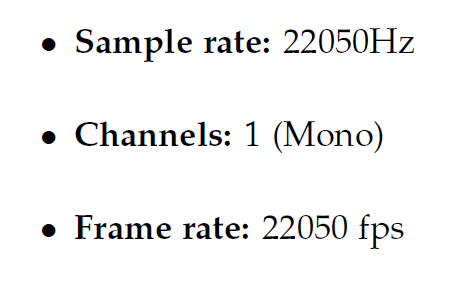 • Sample rate: 22050Hz
• Channels: 1 (Mono)
• Frame rate: 22050 fps